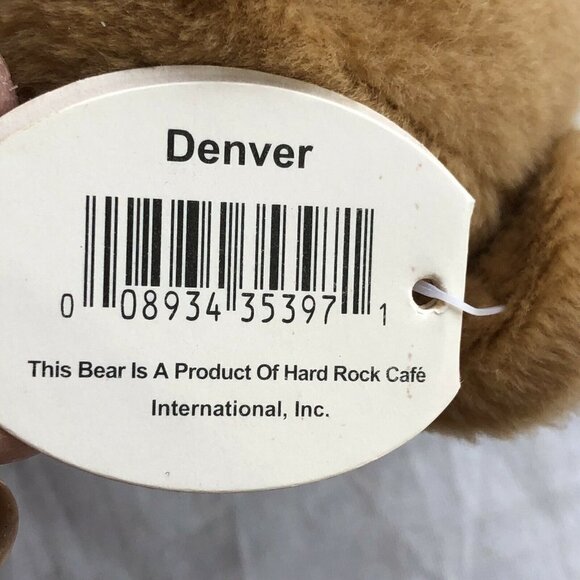 Denver
0 08934 35397 1
This Bear Is A Product Of Hard Rock Café
International, Inc.